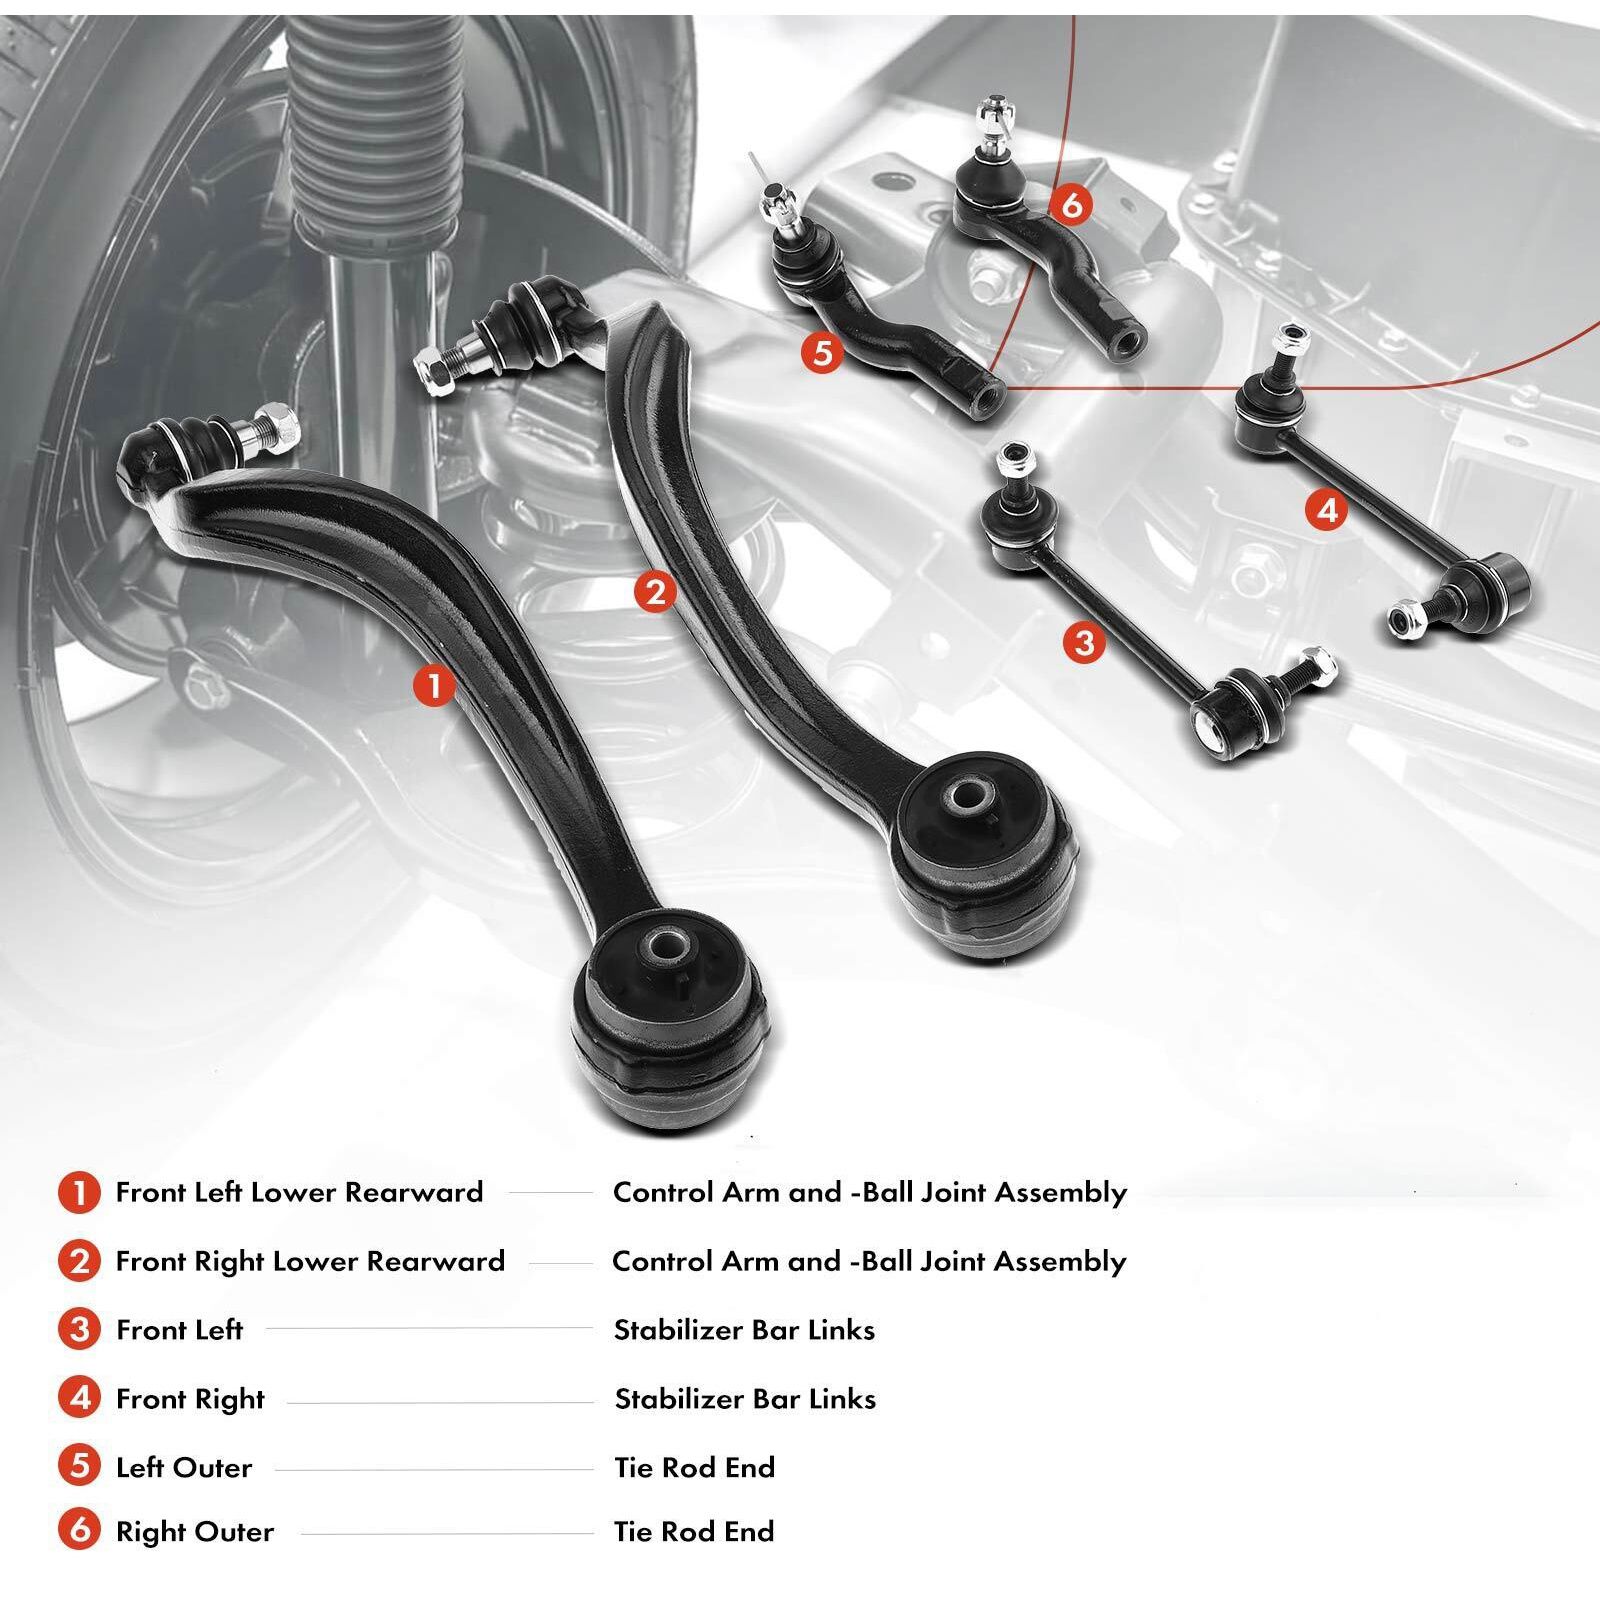 6
5
4
2
3
1
1 Front Left Lower Rearward Control Arm and -Ball Joint Assembly
2 Front Right Lower Rearward Control Arm and -Ball Joint Assembly
3 Front Left Stabilizer Bar Links
4 Front Right Stabilizer Bar Links
5 Left Outer Tie Rod End
6 Right Outer Tie Rod End